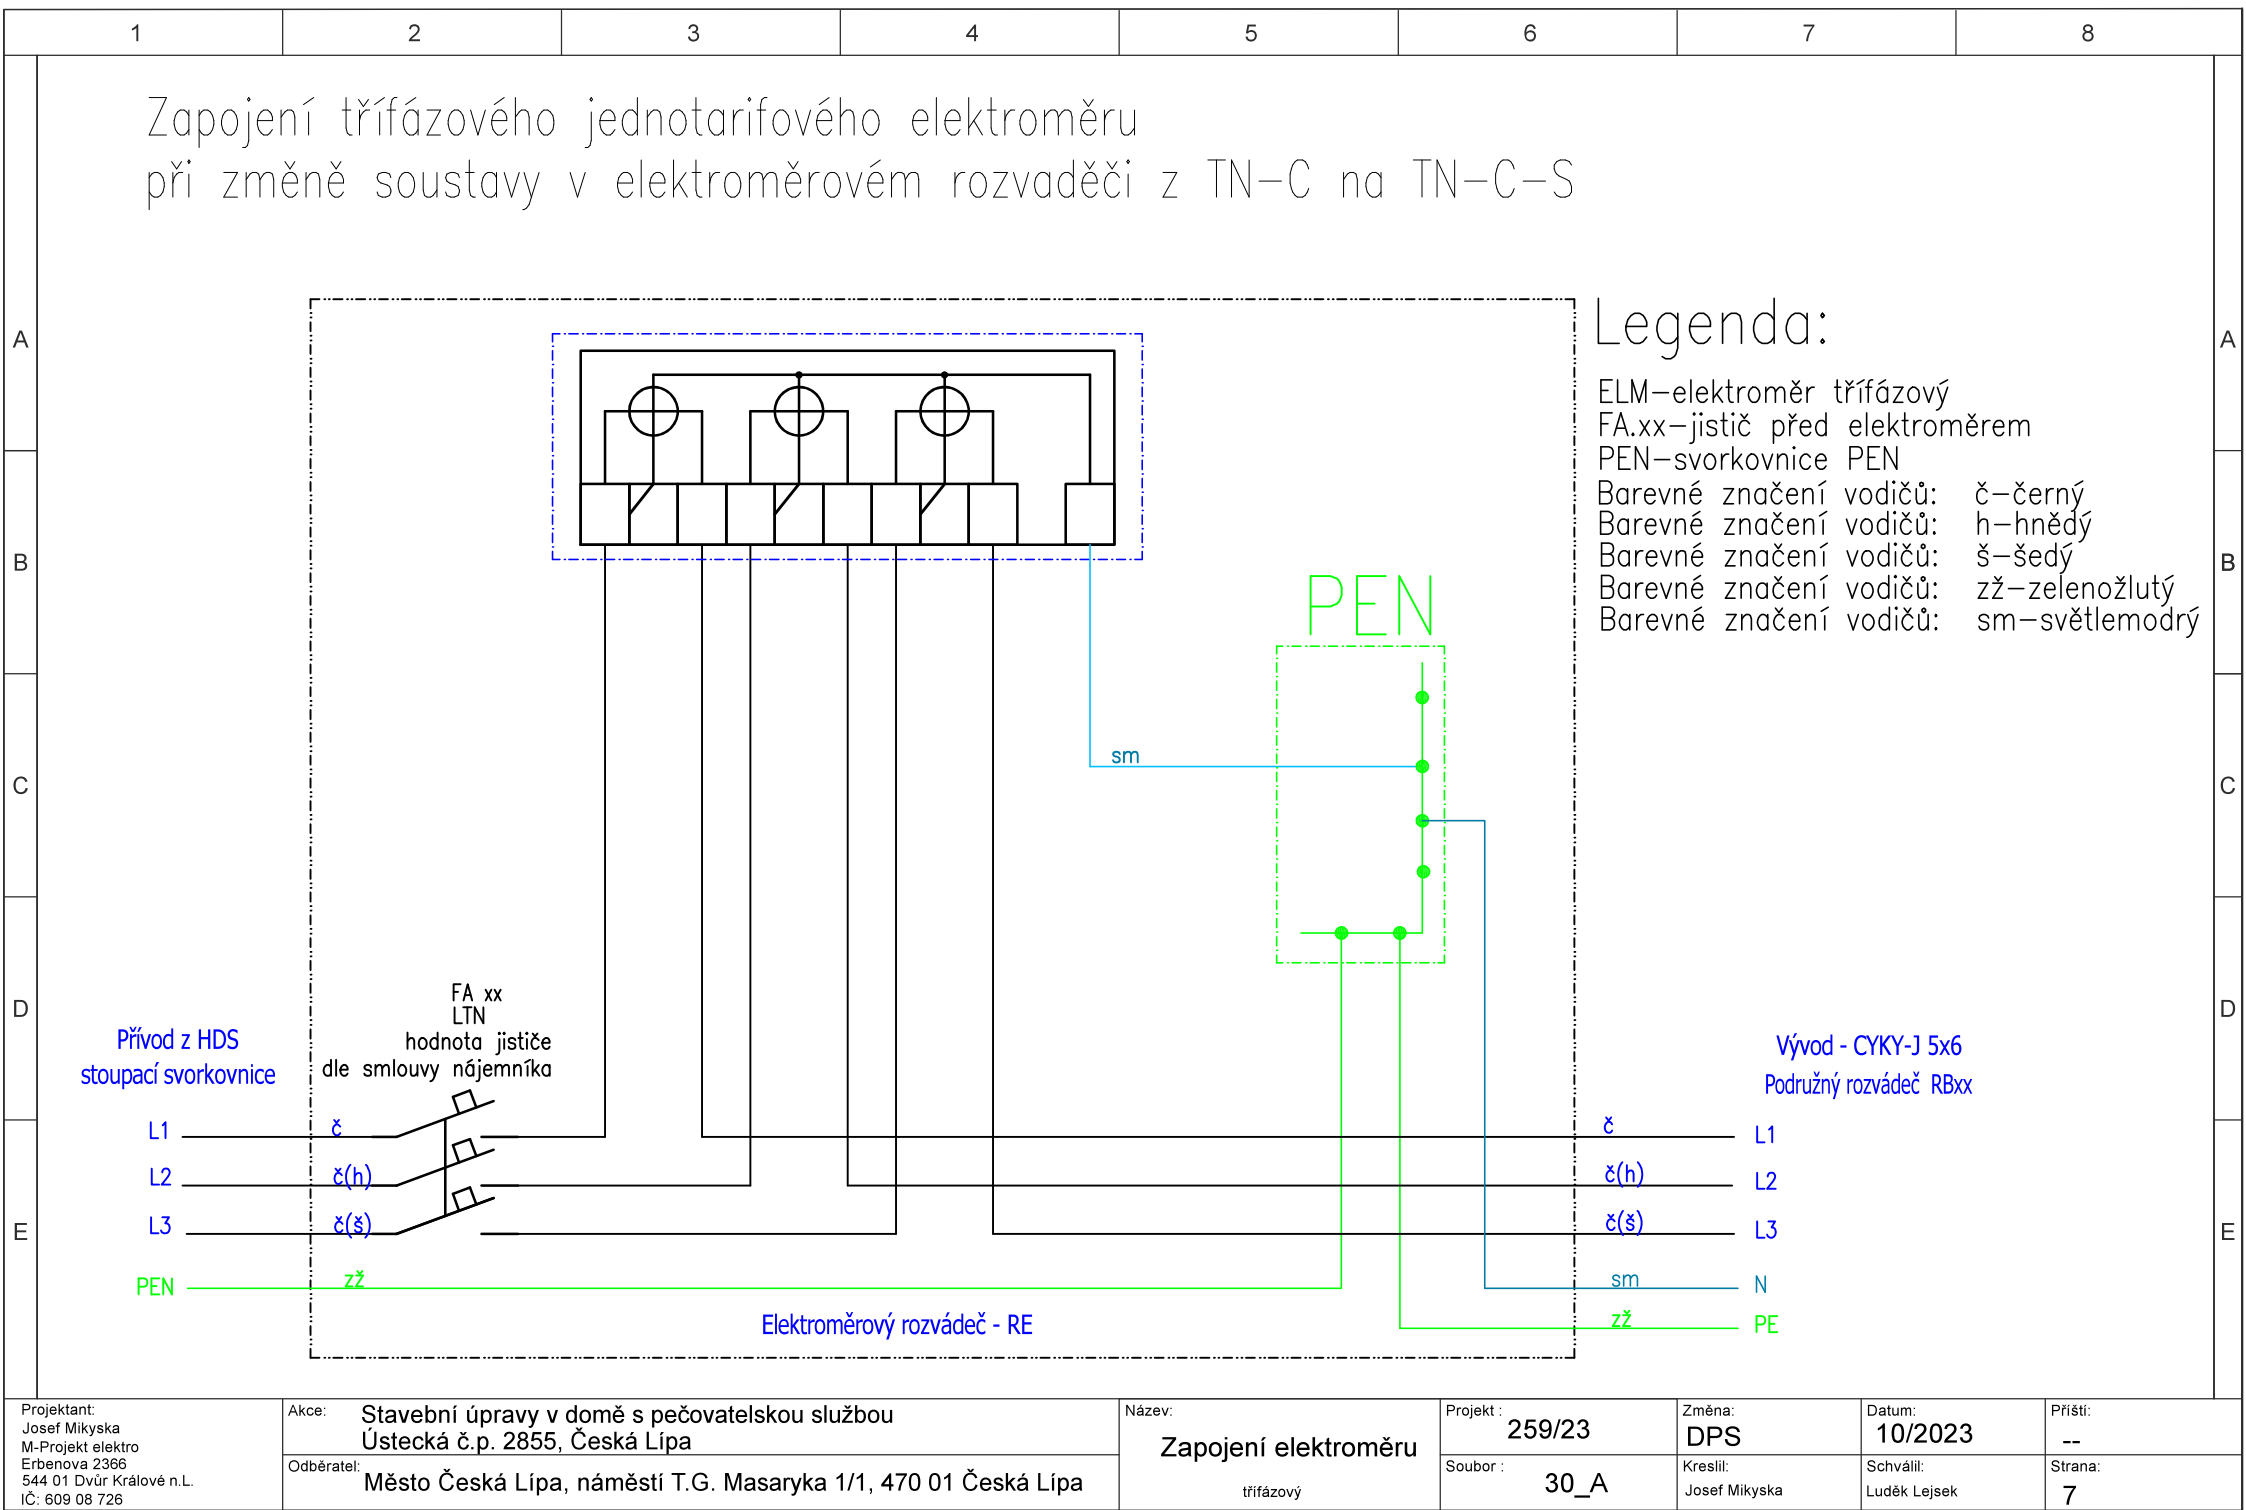 1 2 3 4 5 6 7 8
Zapojení třífázového jednotarifového elektroměru
při změně soustavy v elektroměrovém rozvaděči z TN-C na TN-C-S
A
A
B
B
C
C
D
D
E
E
Legenda:
ELM-elektroměr třífázový
FA.xx-jistič před elektroměrem
PEN-svorkovnice PEN
Barevné značení vodičů: č-černý
Barevné značení vodičů: h-hnědý
Barevné značení vodičů: š-šedý
Barevné značení vodičů: zž-zelenožlutý
Barevné značení vodičů: sm-světlemodrý
PEN
sm
FA xx
LTN
hodnota jističe
dle smlouvy nájemníka
Přívod z HDS
stoupací svorkovnice
Vývod - CYKY-J 5x6
Podružný rozvádeč RBxx
L1 č č L1
L2 č(h) č(h) L2
L3 č(š) č(š) L3
PEN zž sm N
zž PE
Elektroměrový rozvádeč - RE
Projektant:
Josef Mikyska
M-Projekt elektro
Erbenova 2366
544 01 Dvůr Králové n.L.
IČ: 609 08 726
Akce: Stavební úpravy v domě s pečovatelskou službou
Ústecká č.p. 2855, Česká Lípa
Odběratel: Město Česká Lípa, náměstí T.G. Masaryka 1/1, 470 01 Česká Lípa
Název:
Zapojení elektroměru
třífázový
Projekt : 259/23
Soubor : 30_A
Změna:
DPS
Kreslil:
Josef Mikyska
Datum:
10/2023
Schválil:
Luděk Lejsek
Příští:
--
Strana:
7